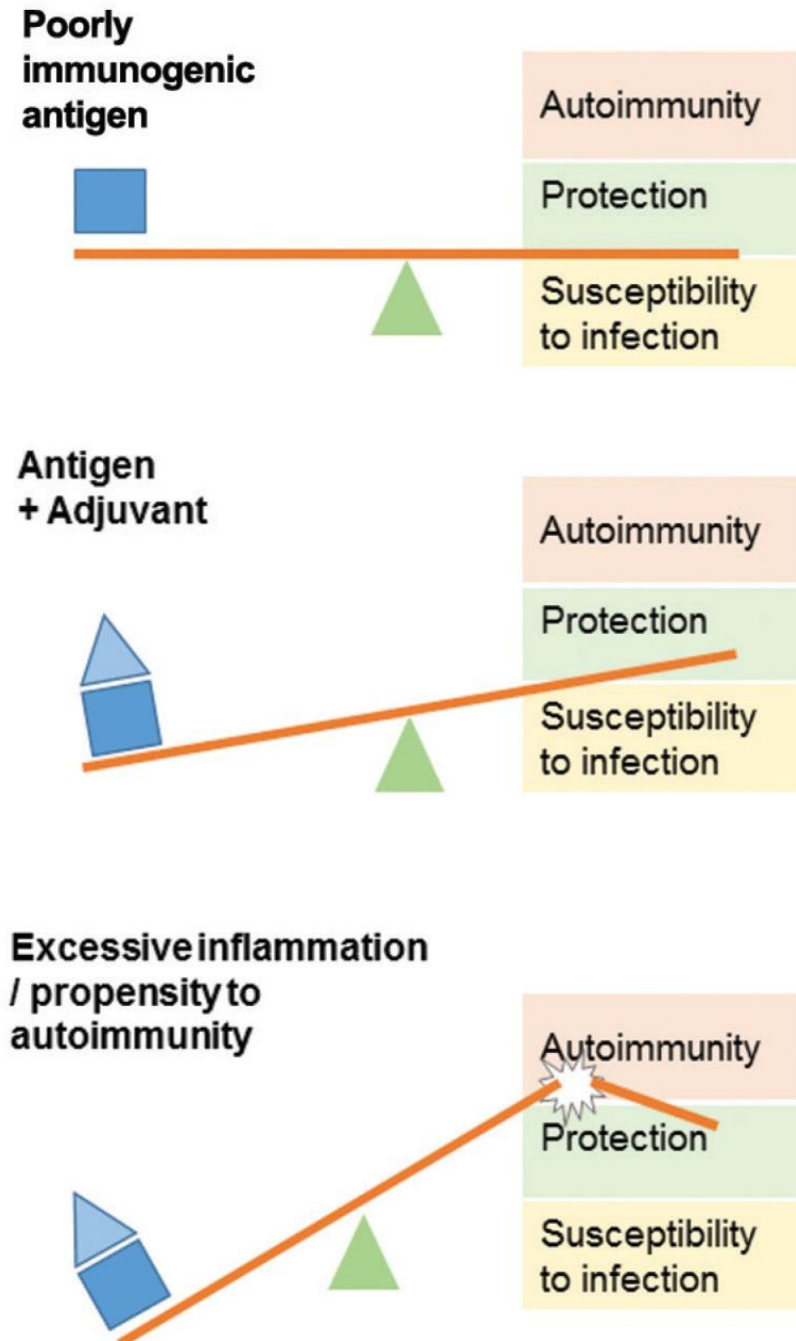 Poorly
immunogenic
antigen
Autoimmunity
Protection
Susceptibility
to infection
Antigen
+ Adjuvant
Autoimmunity
Protection
Susceptibility
to infection
Excessive inflammation
/ propensity to
autoimmunity
Autoimmunity
Protection
Susceptibility
to infection